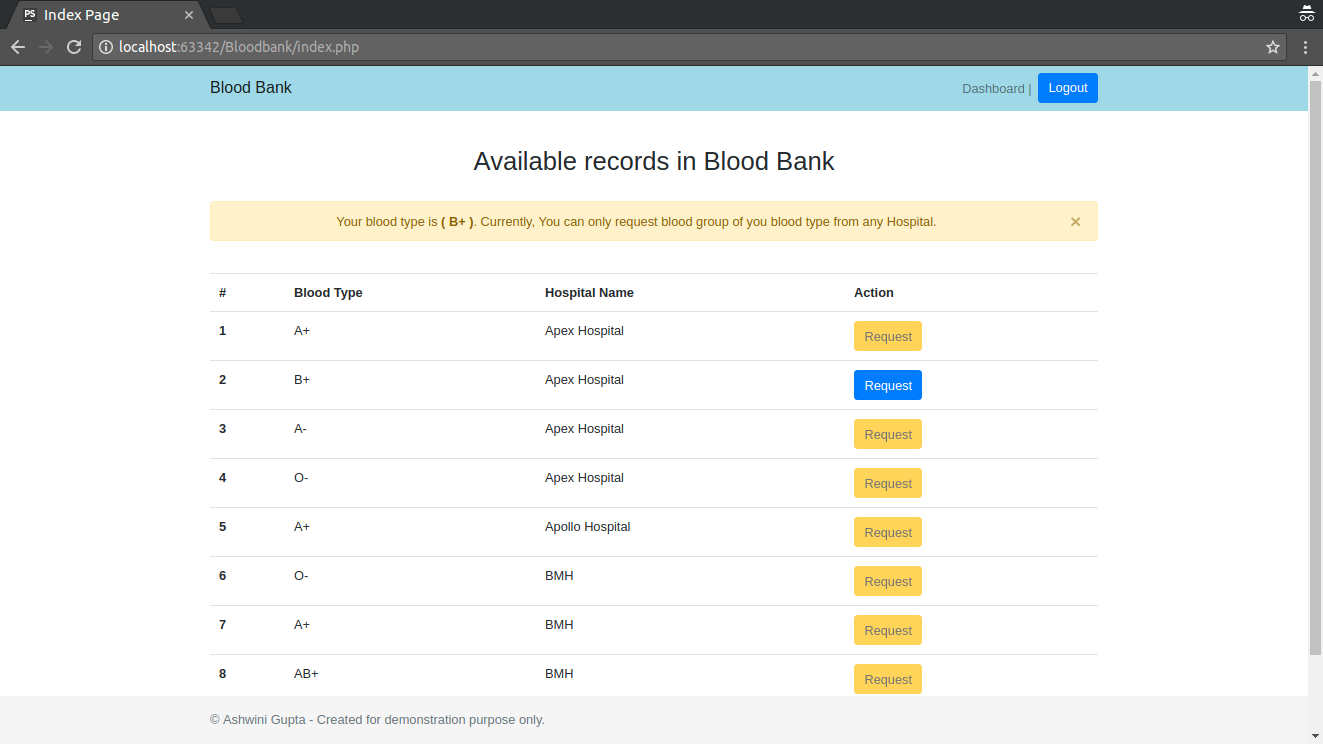 PS Index Page
localhost:63342/Bloodbank/index.php
Blood Bank Dashboard | Logout
Available records in Blood Bank
Your blood type is ( B+ ). Currently, You can only request blood group of you blood type from any Hospital. ×
# Blood Type Hospital Name Action
1 A+ Apex Hospital Request
2 B+ Apex Hospital Request
3 A- Apex Hospital Request
4 O- Apex Hospital Request
5 A+ Apollo Hospital Request
6 O- BMH Request
7 A+ BMH Request
8 AB+ BMH Request
© Ashwini Gupta - Created for demonstration purpose only.